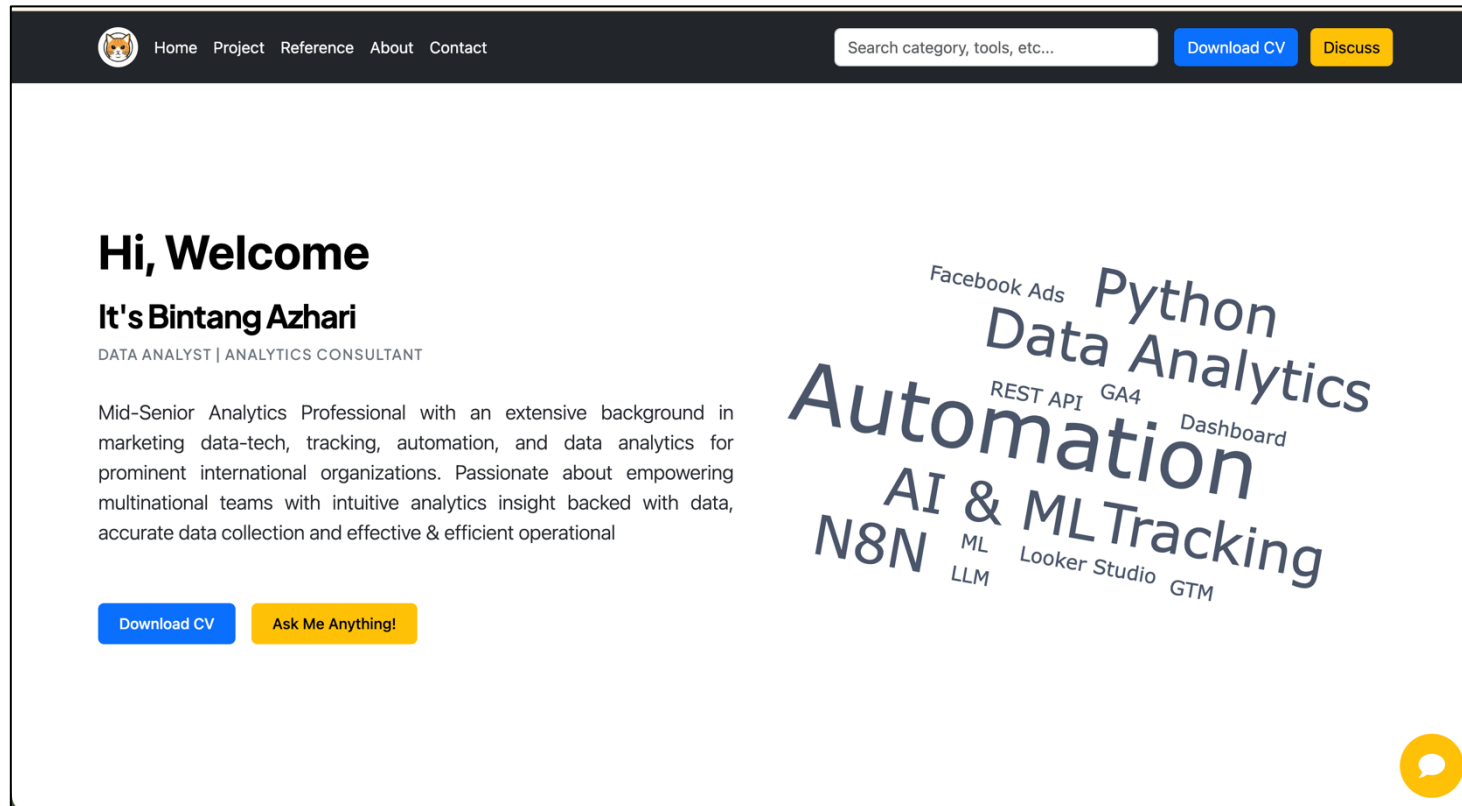 Home Project Reference About Contact
Search category, tools, etc...
Download CV
Discuss
Hi, Welcome
It's Bintang Azhari
DATA ANALYST | ANALYTICS CONSULTANT
Mid-Senior Analytics Professional with an extensive background in
marketing data-tech, tracking, automation, and data analytics for
prominent international organizations. Passionate about empowering
multinational teams with intuitive analytics insight backed with data,
accurate data collection and effective & efficient operational
Download CV
Ask Me Anything!
Facebook Ads
Python
Data Analytics
Automation
REST API
GA4
Dashboard
AI & ML
Tracking
N8N
ML
LLM
Looker Studio
GTM